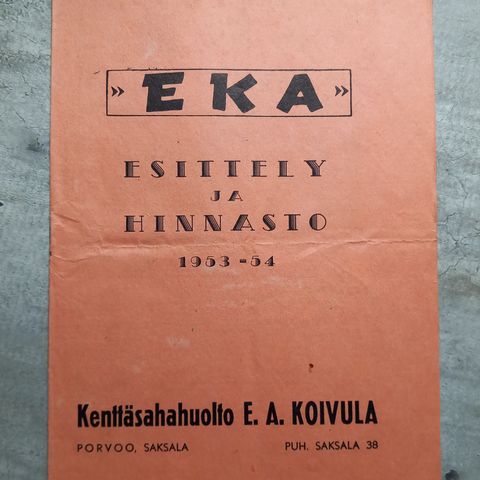 » EKA »
ESITTELY
JA
HINNASTO
1953-54
Kenttäsahahuolto E. A. KOIVULA
PORVOO, SAKSALA PUH. SAKSALA 38